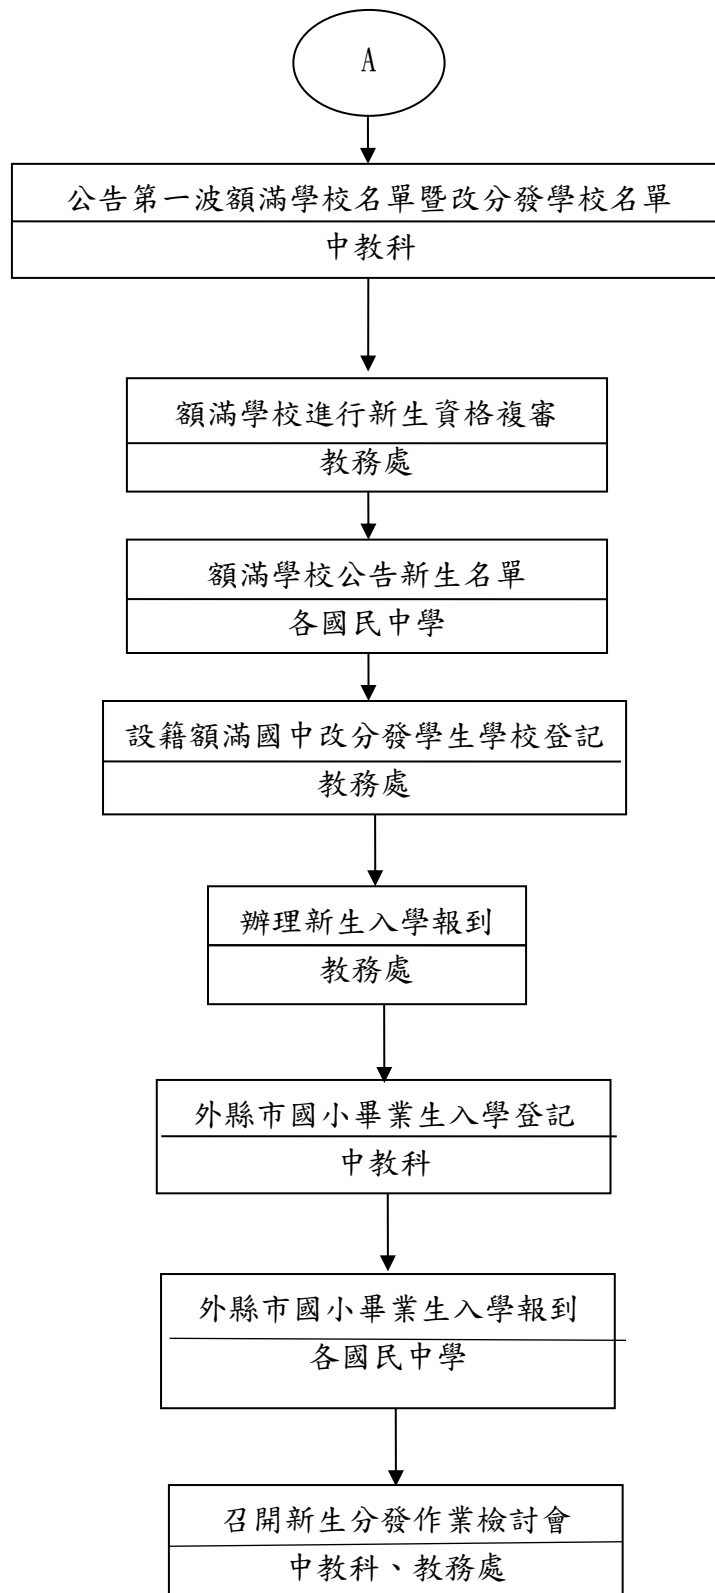 A
公告第一波額滿學校名單暨改分發學校名單
中教科
額滿學校進行新生資格複審
教務處
額滿學校公告新生名單
各國民中學
設籍額滿國中改分發學生學校登記
教務處
辦理新生入學報到
教務處
外縣市國小畢業生入學登記
中教科
外縣市國小畢業生入學報到
各國民中學
召開新生分發作業檢討會
中教科、教務處